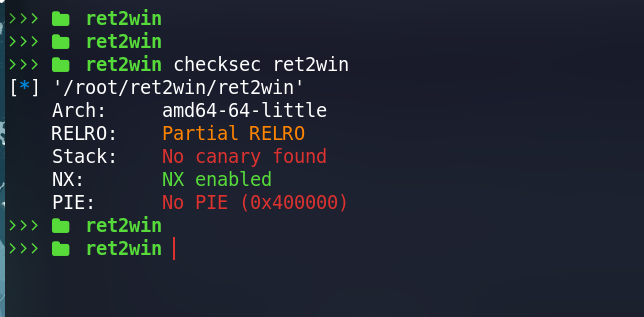 >>> ret2win
>>> ret2win
>>> ret2win checksec ret2win
[*] '/root/ret2win/ret2win'
    Arch:     amd64-64-little
    RELRO:    Partial RELRO
    Stack:    No canary found
    NX:       NX enabled
    PIE:      No PIE (0x400000)
>>> ret2win
>>> ret2win